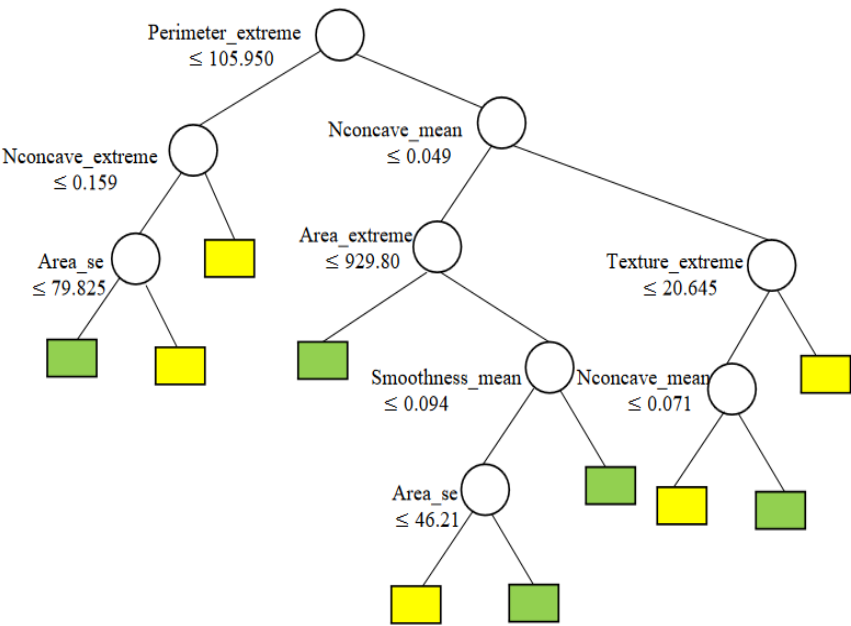 Perimeter_extreme
≤ 105.950
Nconcave_extreme
≤ 0.159
Nconcave_mean
≤ 0.049
Area_se
≤ 79.825
Area_extreme
≤ 929.80
Texture_extreme
≤ 20.645
Smoothness_mean
≤ 0.094
Nconcave_mean
≤ 0.071
Area_se
≤ 46.21